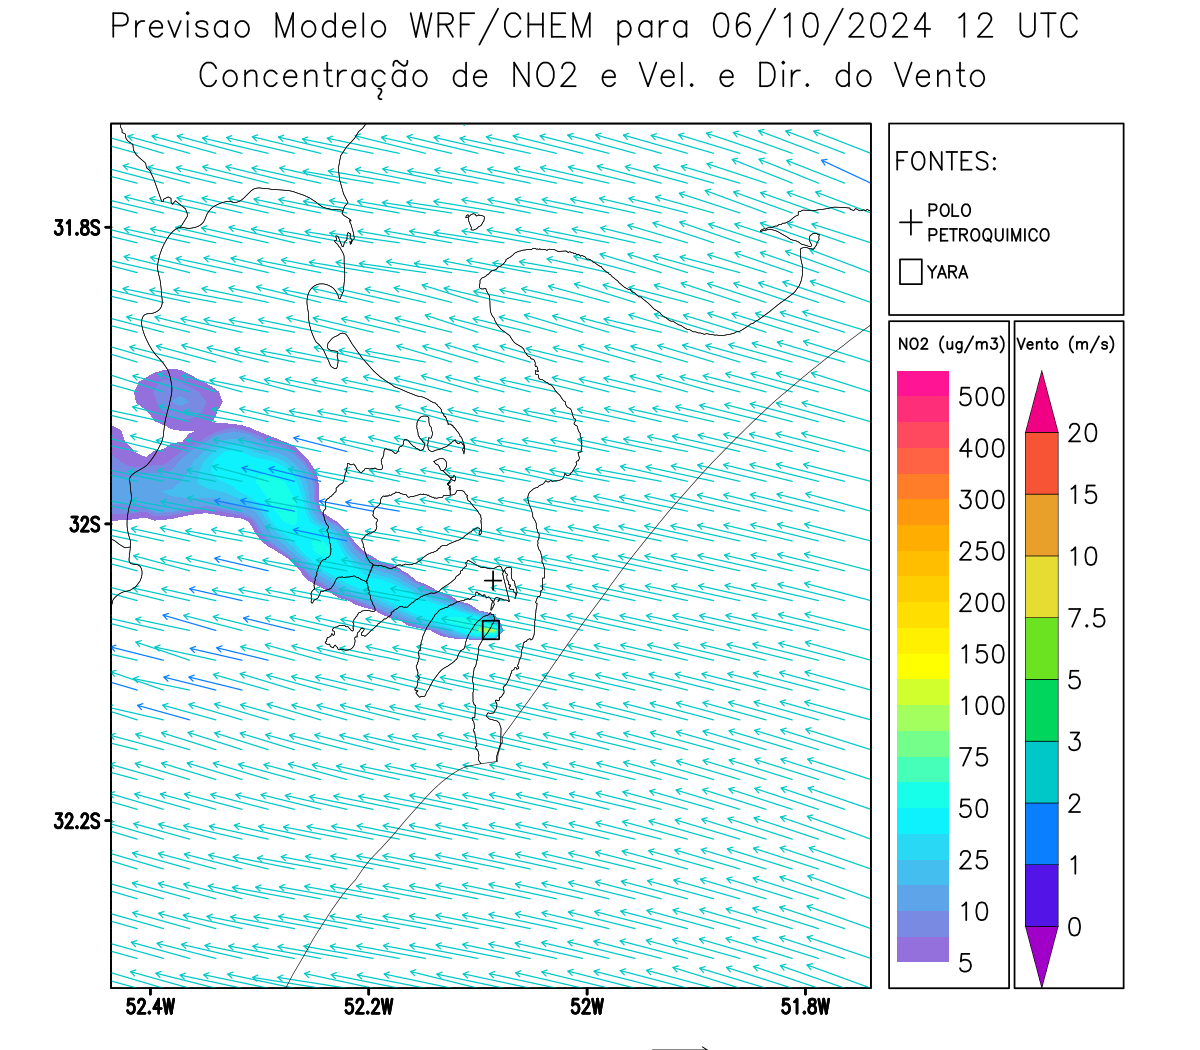 Previsao Modelo WRF/CHEM para 06/10/2024 12 UTC
Concentração de NO2 e Vel. e Dir. do Vento
FONTES:
POLO
PETROQUIMICO
YARA
31.8S
32S
32.2S
52.4W
52.2W
52W
51.8W
NO2 (ug/m3)
500
400
300
250
200
150
100
75
50
25
10
5
Vento (m/s)
20
15
10
7.5
5
3
2
1
0